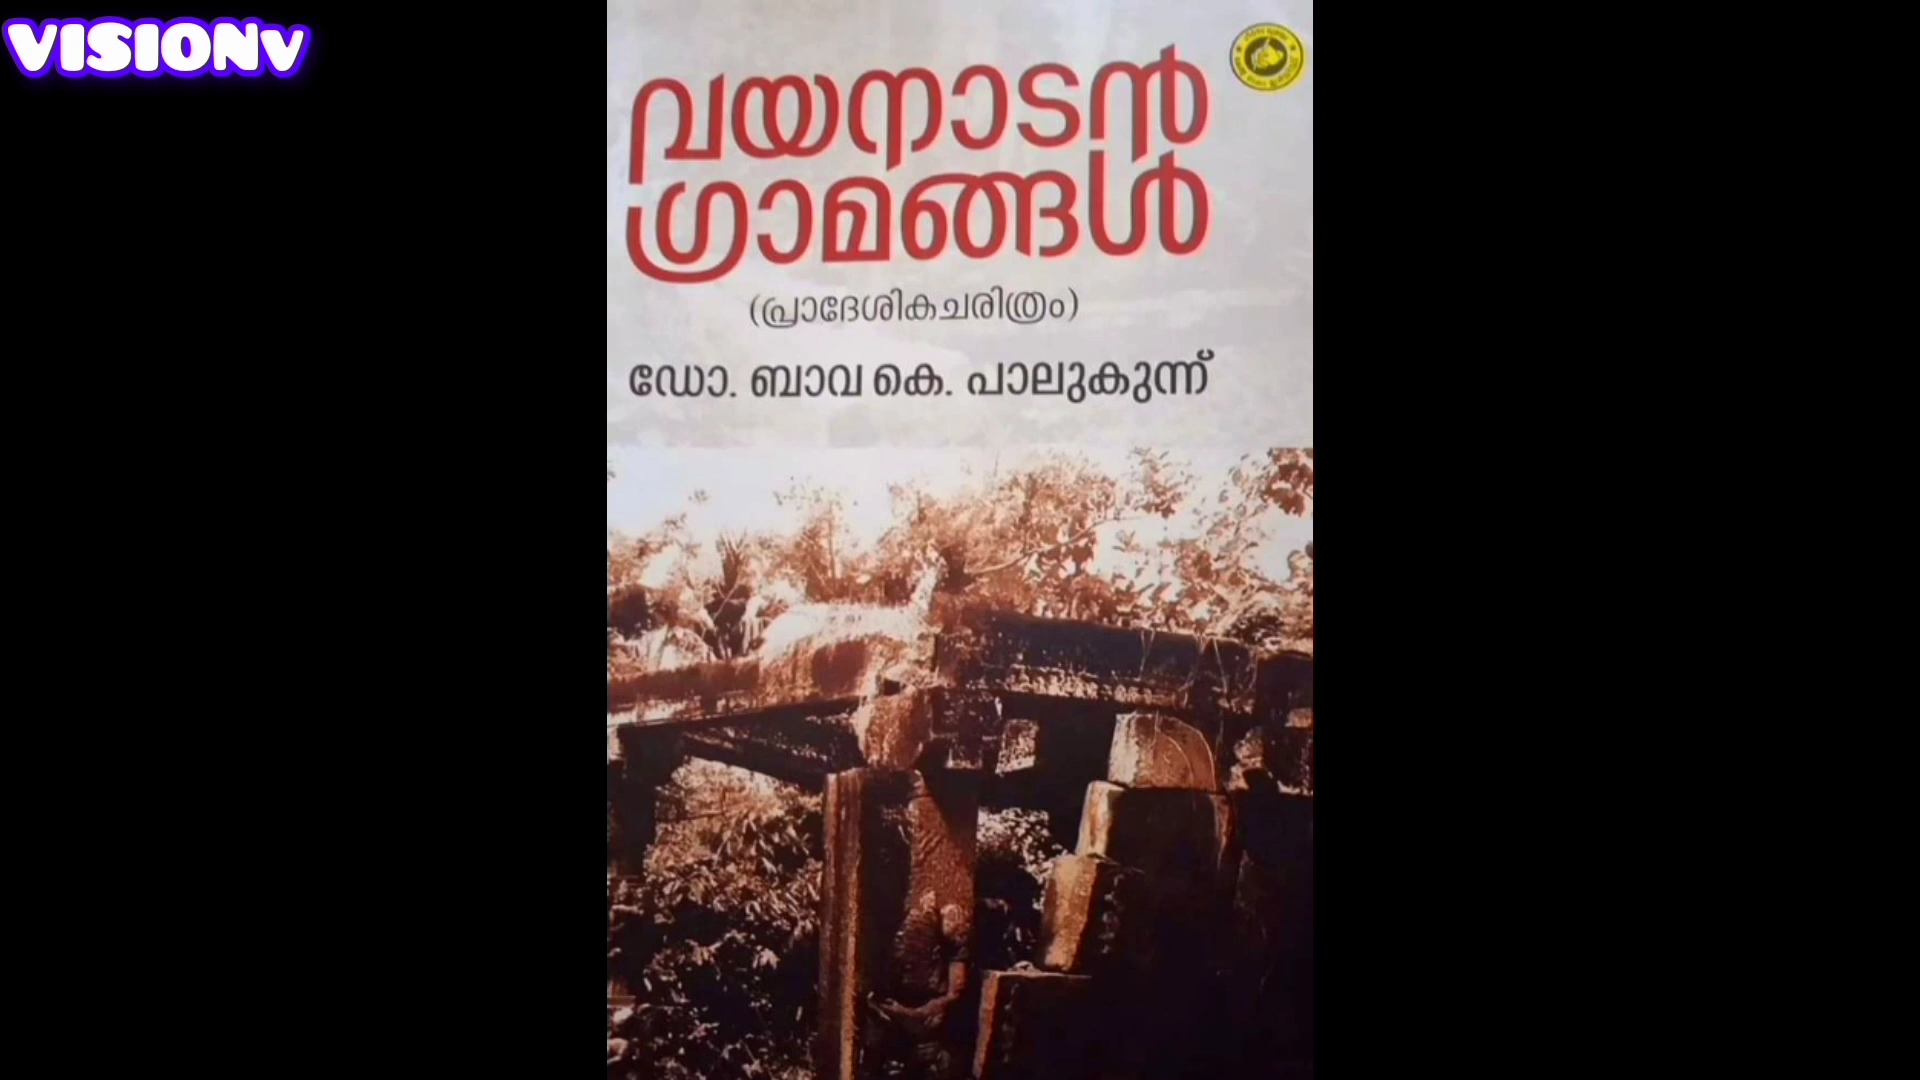 VISIONv
വയനാടൻ
ഗ്രാമങ്ങൾ
(പ്രാദേശികചരിത്രം)
ഡോ. ബാവ കെ. പാലുകുന്ന്